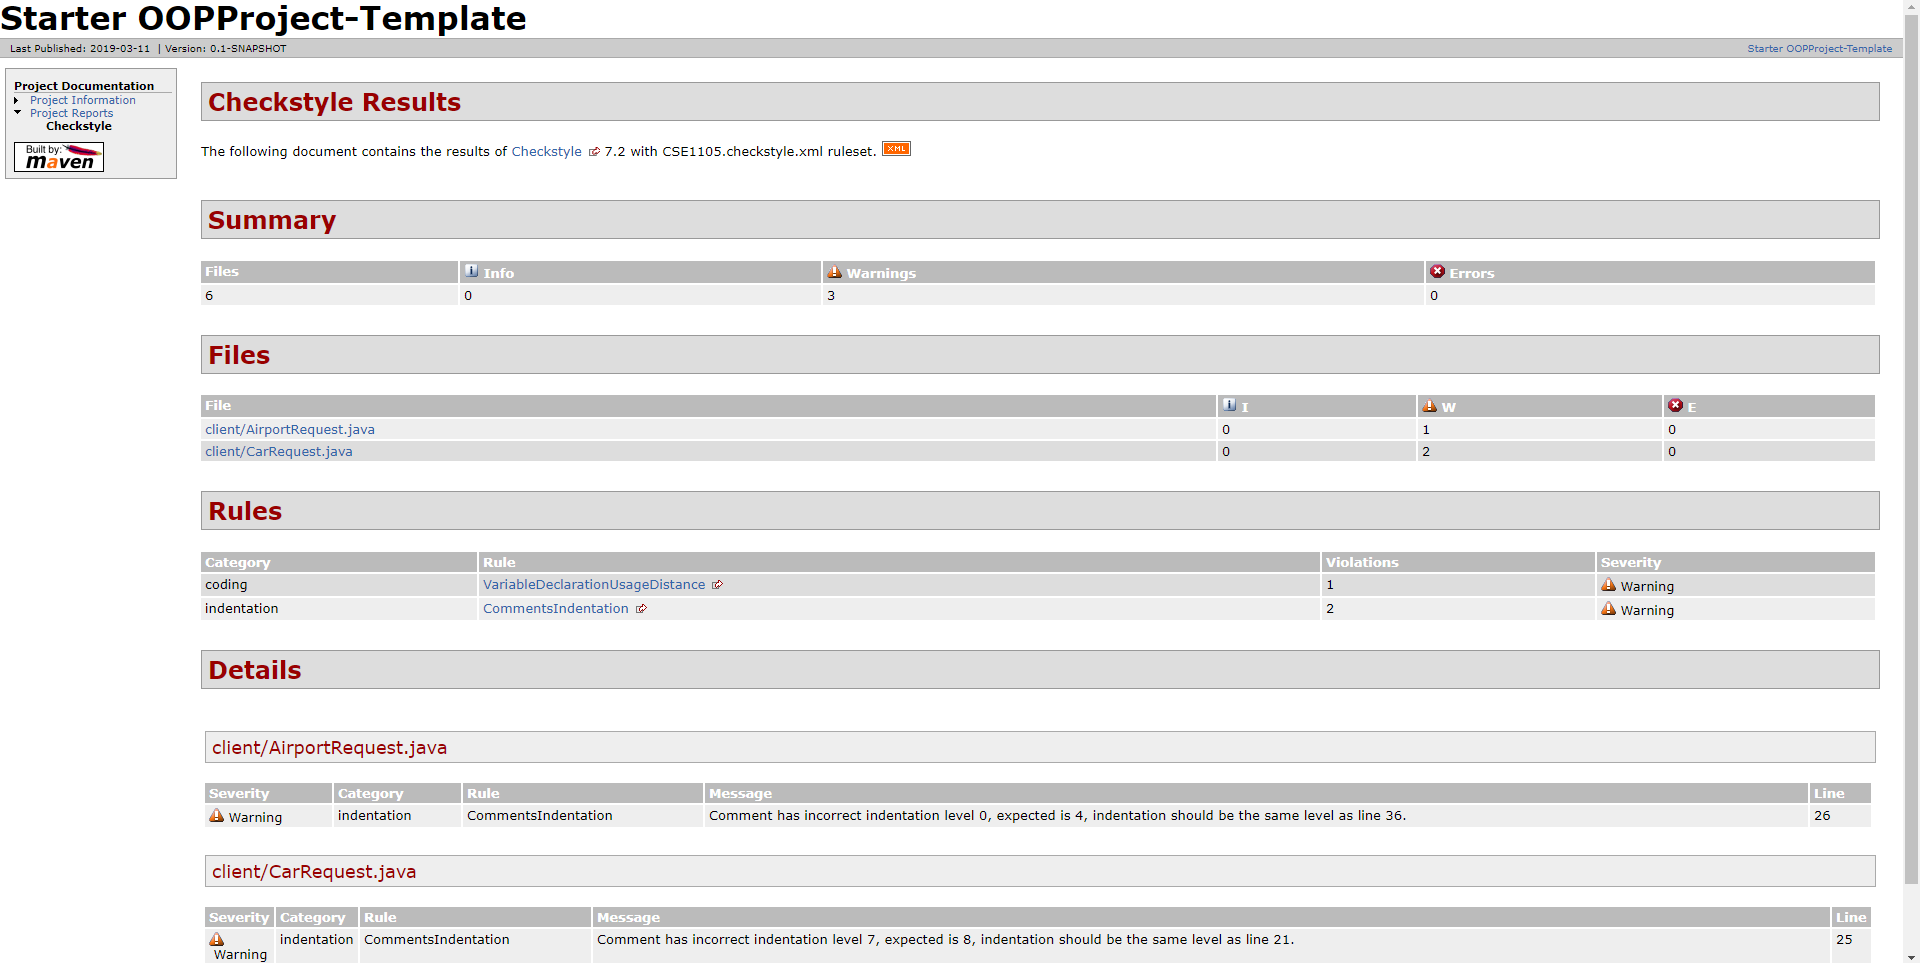 Starter OOPProject-Template
Last Published: 2019-03-11 | Version: 0.1-SNAPSHOT
Starter OOPProject-Template
Project Documentation
Project Information
Project Reports
Checkstyle
Built by:
maven
Checkstyle Results
The following document contains the results of Checkstyle 7.2 with CSE1105.checkstyle.xml ruleset. XML
Summary
Files Info Warnings Errors
6 0 3 0
Files
File I W E
client/AirportRequest.java 0 1 0
client/CarRequest.java 0 2 0
Rules
Category Rule Violations Severity
coding VariableDeclarationUsageDistance 1 Warning
indentation CommentsIndentation 2 Warning
Details
client/AirportRequest.java
Severity Category Rule Message Line
Warning indentation CommentsIndentation Comment has incorrect indentation level 0, expected is 4, indentation should be the same level as line 36. 26
client/CarRequest.java
Severity Category Rule Message Line
Warning indentation CommentsIndentation Comment has incorrect indentation level 7, expected is 8, indentation should be the same level as line 21. 25